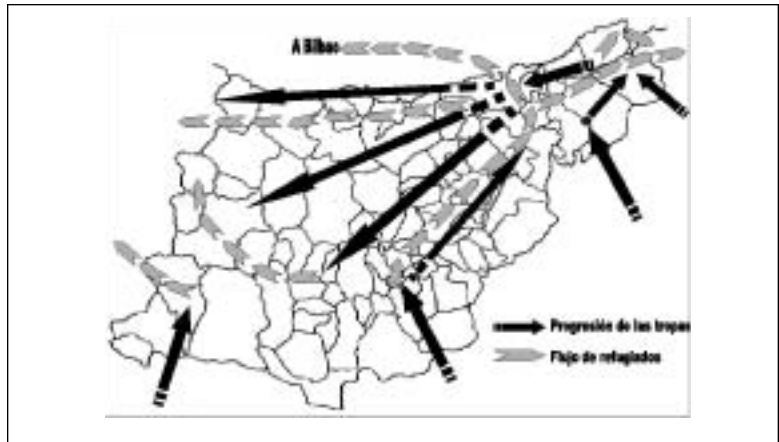 A Bilbao
Progresión de las tropas
Flujo de refugiados